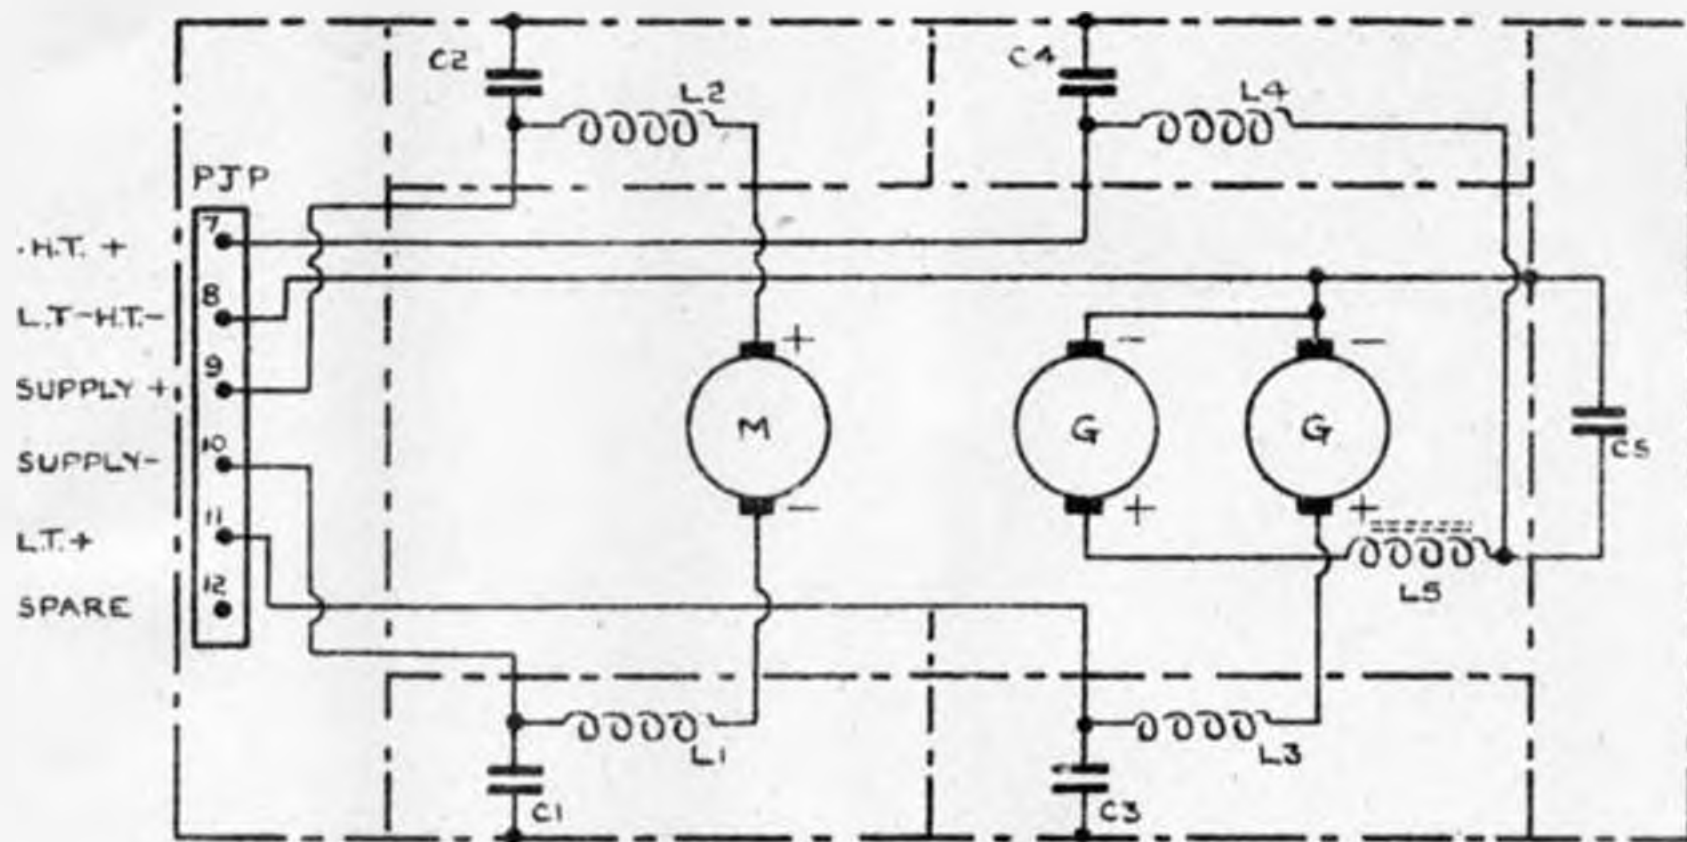 C2
L2
C4
L4
PJP
7
H.T. +
8
L.T-H.T.-
9
SUPPLY +
10
SUPPLY-
11
L.T. +
12
SPARE
+
M
-
-
G
+
-
G
+
C5
L5
L1
C1
L3
C3